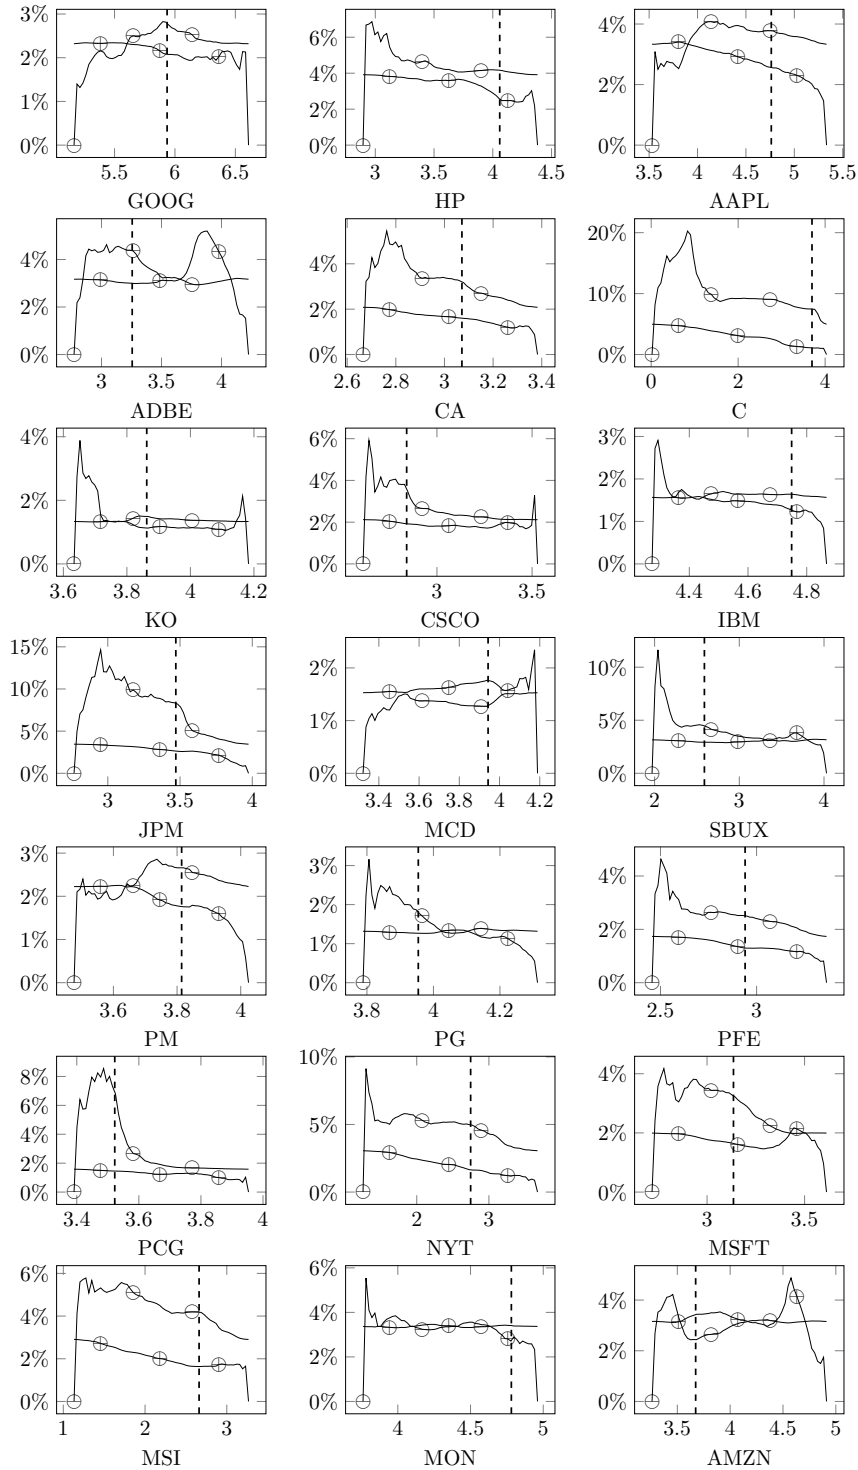 3%
2%
1%
0%
5.5 6 6.5
GOOG
6%
4%
2%
0%
3 3.5 4 4.5
HP
4%
2%
0%
3.5 4 4.5 5 5.5
AAPL
4%
2%
0%
3 3.5 4
ADBE
4%
2%
0%
2.6 2.8 3 3.2 3.4
CA
20%
10%
0%
0 2 4
C
4%
2%
0%
3.6 3.8 4 4.2
KO
6%
4%
2%
0%
3 3.5
CSCO
3%
2%
1%
0%
4.4 4.6 4.8
IBM
15%
10%
5%
0%
3 3.5 4
JPM
2%
1%
0%
3.4 3.6 3.8 4 4.2
MCD
10%
5%
0%
2 3 4
SBUX
3%
2%
1%
0%
3.6 3.8 4
PM
3%
2%
1%
0%
3.8 4 4.2
PG
4%
2%
0%
2.5 3
PFE
8%
6%
4%
2%
0%
3.4 3.6 3.8 4
PCG
10%
5%
0%
2 3
NYT
4%
2%
0%
3 3.5
MSFT
6%
4%
2%
0%
1 2 3
MSI
6%
4%
2%
0%
4 4.5 5
MON
4%
2%
0%
3.5 4 4.5 5
AMZN